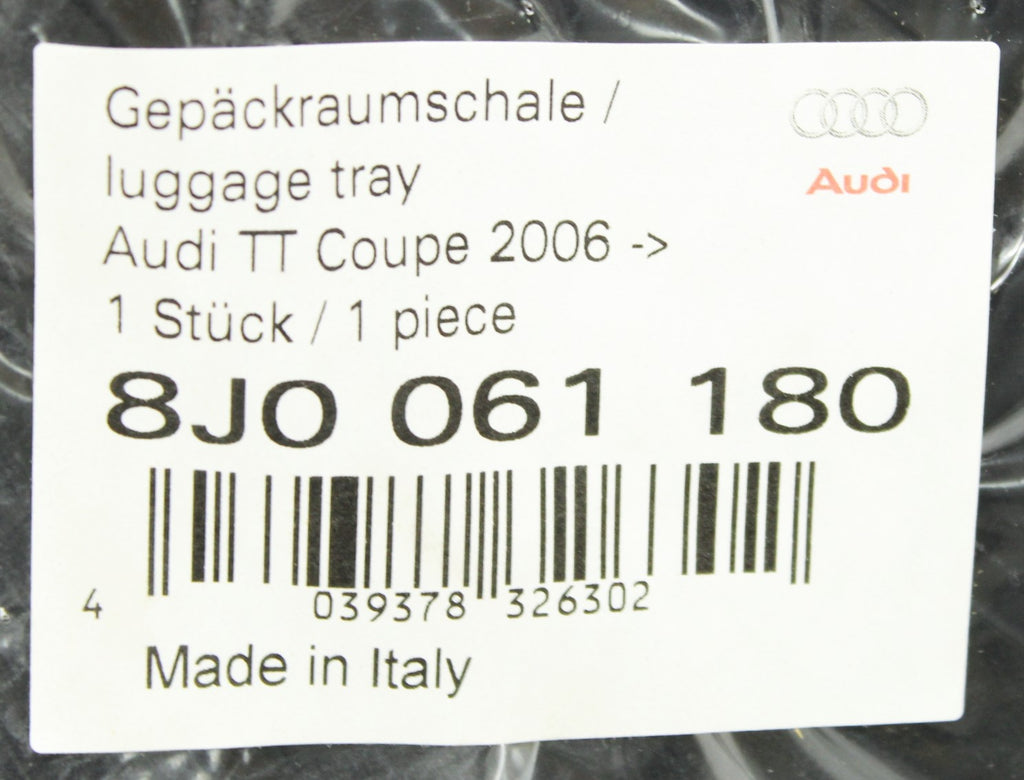 Gepäckraumschale /
luggage tray
Audi
Audi TT Coupe 2006 ->
1 Stück / 1 piece
8J0 061 180
4 039378 326302
Made in Italy